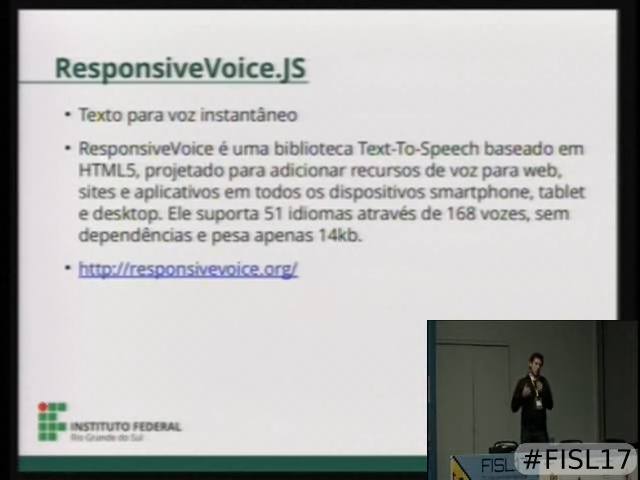 ResponsiveVoice.JS
• Texto para voz instantâneo
• ResponsiveVoice é uma biblioteca Text-To-Speech baseado em
HTML5, projetado para adicionar recursos de voz para web,
sites e aplicativos em todos os dispositivos smartphone, tablet
e desktop. Ele suporta 51 idiomas através de 168 vozes, sem
dependências e pesa apenas 14kb.
• http://responsivevoice.org/
INSTITUTO FEDERAL
Rio Grande do Sul
FISL
#FISL17